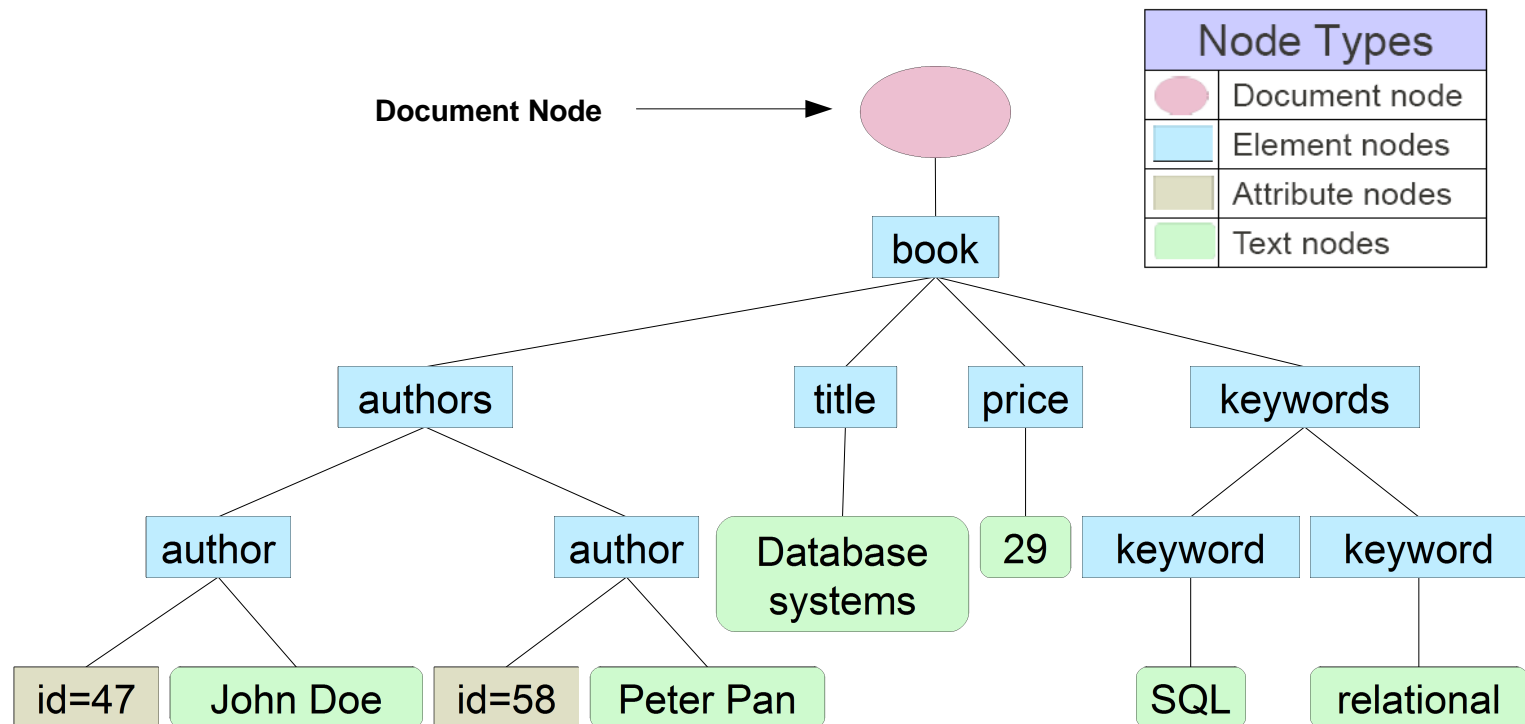 Node Types
Document node
Element nodes
Attribute nodes
Text nodes
Document Node
book
authors
title
price
keywords
author
author
Database
systems
29
keyword
keyword
id=47
John Doe
id=58
Peter Pan
SQL
relational